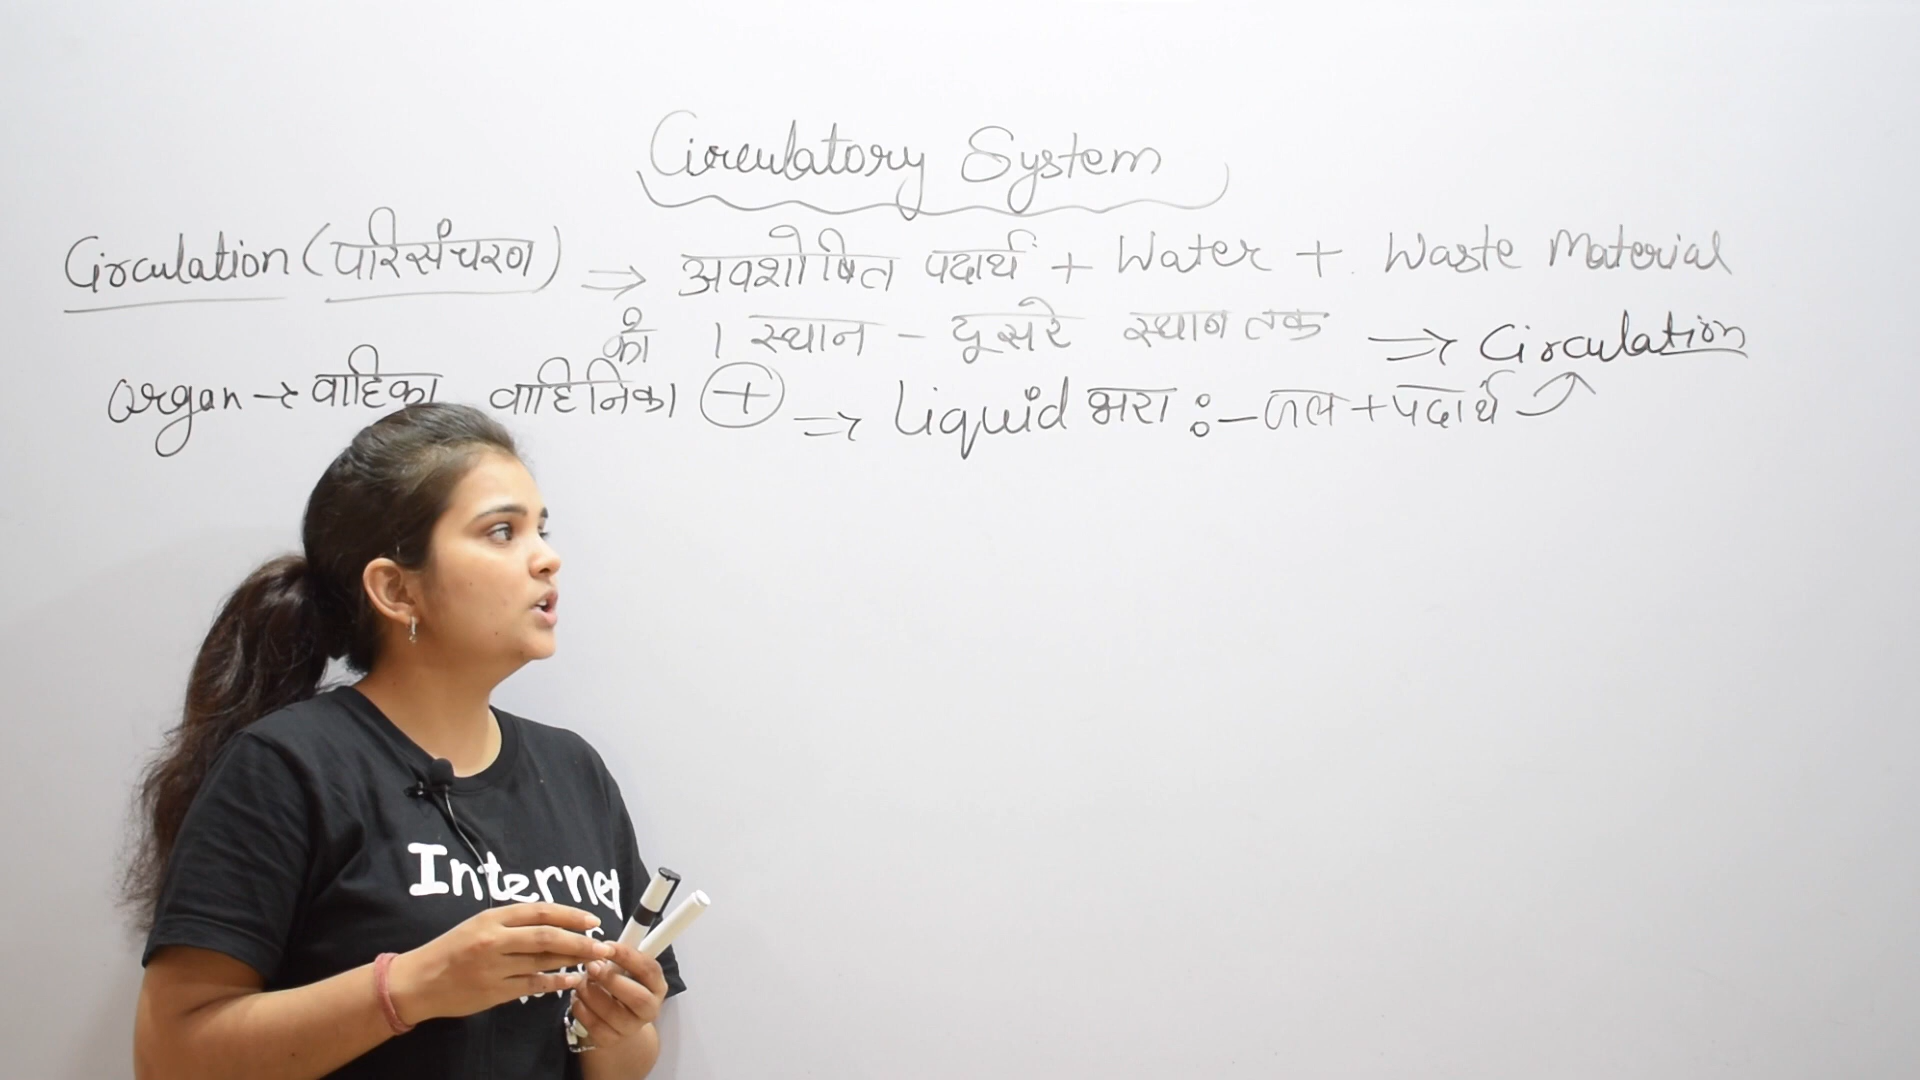 Circulatory System
Circulation (परिसंचरण) ⇒ अवशोषित पदार्थ + Water + Waste Material
को 1 स्थान - दूसरे स्थान तक ⇒ Circulation
Organ → वाहिका वाहिनिका + ⇒ Liquid भरा :- जल + पदार्थ
Internet